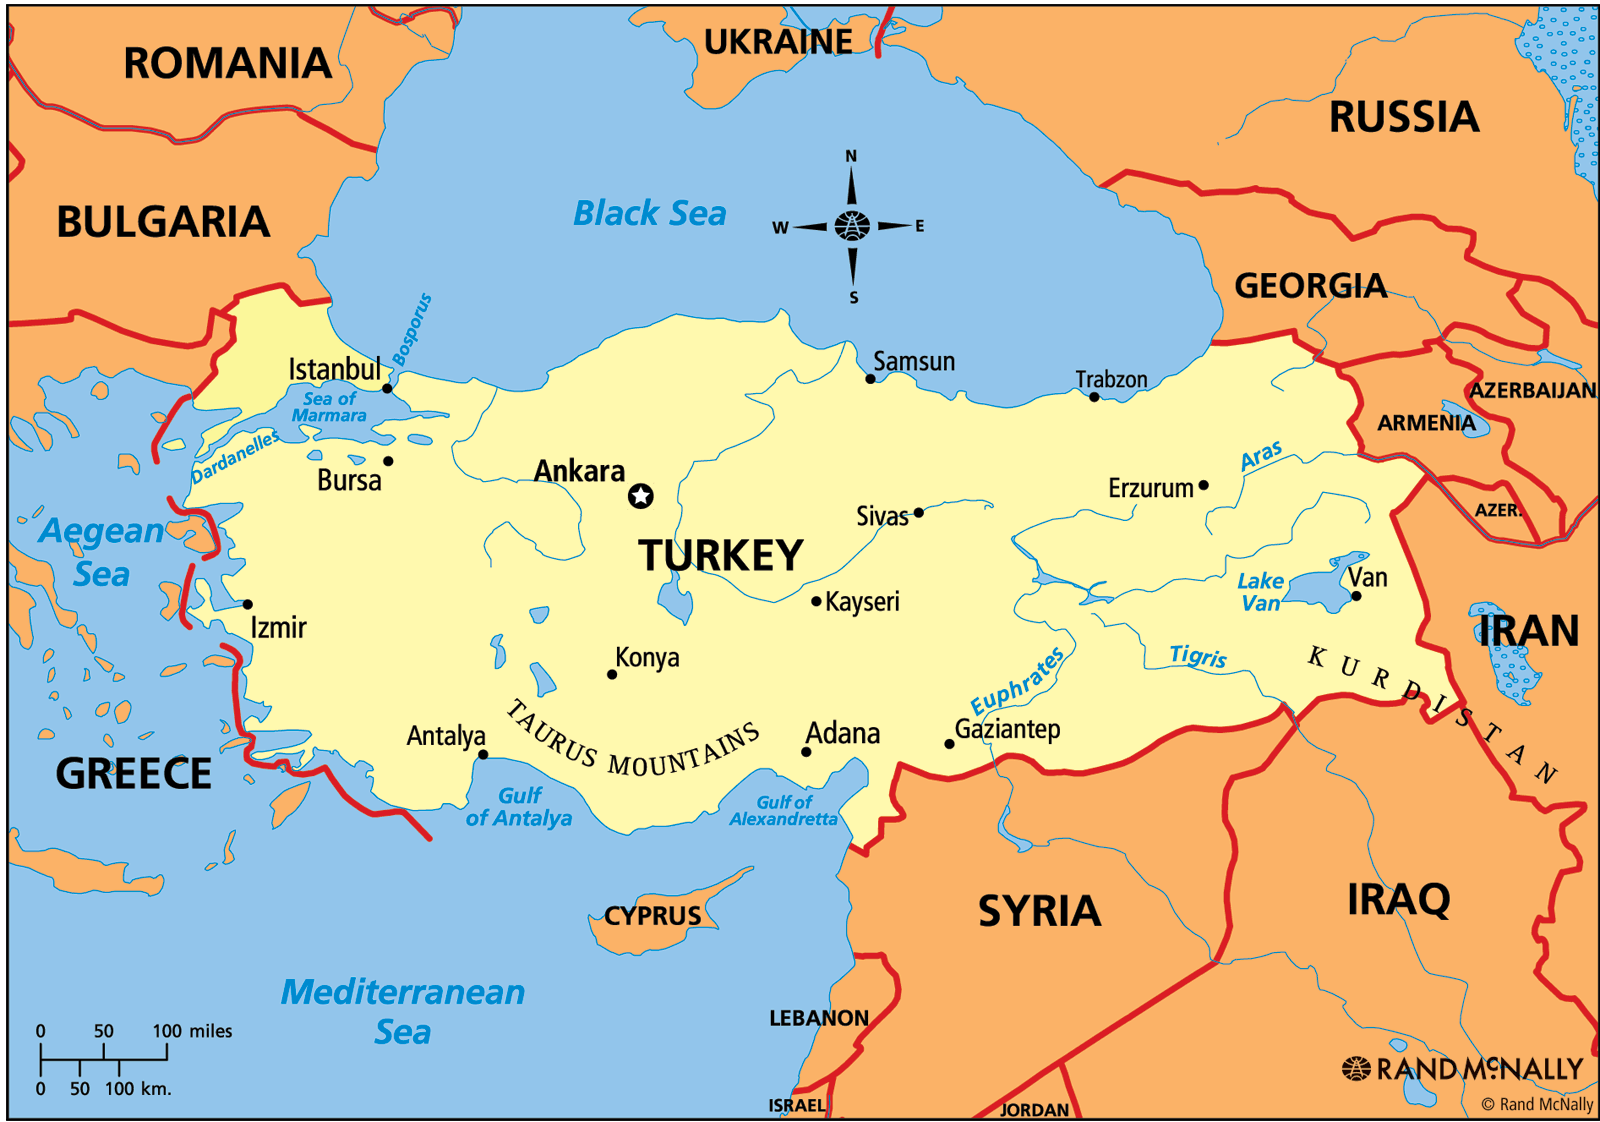 ROMANIA
UKRAINE
RUSSIA
BULGARIA
Black Sea
N
W
E
S
GEORGIA
Bosporus
Istanbul
Sea of
Marmara
Dardanelles
Bursa
Samsun
Trabzon
AZERBAIJAN
ARMENIA
AZER.
Ankara
Sivas
Erzurum
Aras
TURKEY
Aegean
Sea
Izmir
Kayseri
Konya
Lake
Van
Van
IRAN
Tigris
Euphrates
KURDISTAN
TAURUS MOUNTAINS
Antalya
Adana
Gaziantep
GREECE
Gulf
of Antalya
Gulf of
Alexandretta
CYPRUS
SYRIA
IRAQ
Mediterranean
Sea
LEBANON
ISRAEL
JORDAN
0 50 100 miles
0 50 100 km.
RAND McNALLY
© Rand McNally